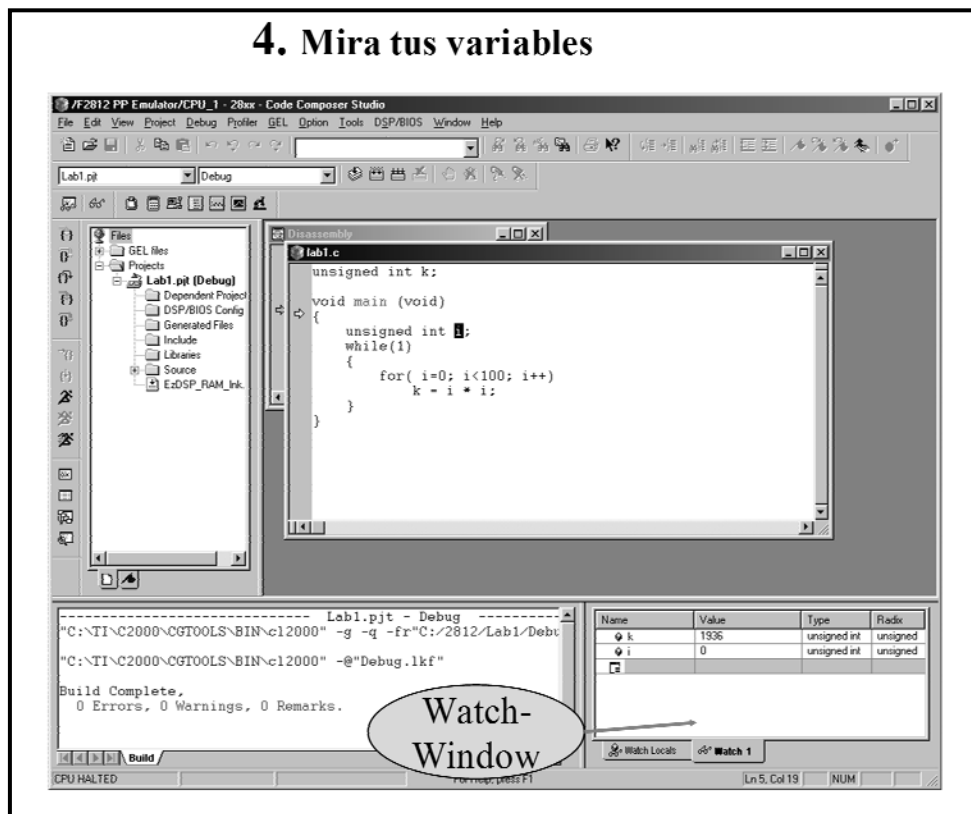 4. Mira tus variables
/F2812 PP Emulator/CPU_1 - 28xx - Code Composer Studio
File Edit View Project Debug Profiler GEL Option Tools DSP/BIOS Window Help
Lab1.pjt Debug
Files
GEL files
Projects
Lab1.pjt (Debug)
Dependent Project
DSP/BIOS Config
Generated Files
Include
Libraries
Source
EzDSP_RAM_lnk.
Disassembly
lab1.c
unsigned int k;
void main (void)
{
unsigned int i;
while(1)
{
for( i=0; i<100; i++)
k = i * i;
}
}
---------------------------- Lab1.pjt - Debug ----------
"C:\TI\C2000\CGTOOLS\BIN\cl2000" -g -q -fr"C:/2812/Lab1/Debu
"C:\TI\C2000\CGTOOLS\BIN\cl2000" -@"Debug.lkf"
Build Complete,
0 Errors, 0 Warnings, 0 Remarks.
Build
Name Value Type Radix
k 1936 unsigned int unsigned
i 0 unsigned int unsigned
Watch Locals Watch 1
Watch-
Window
CPU HALTED
For Help, press F1
Ln 5, Col 19 NUM